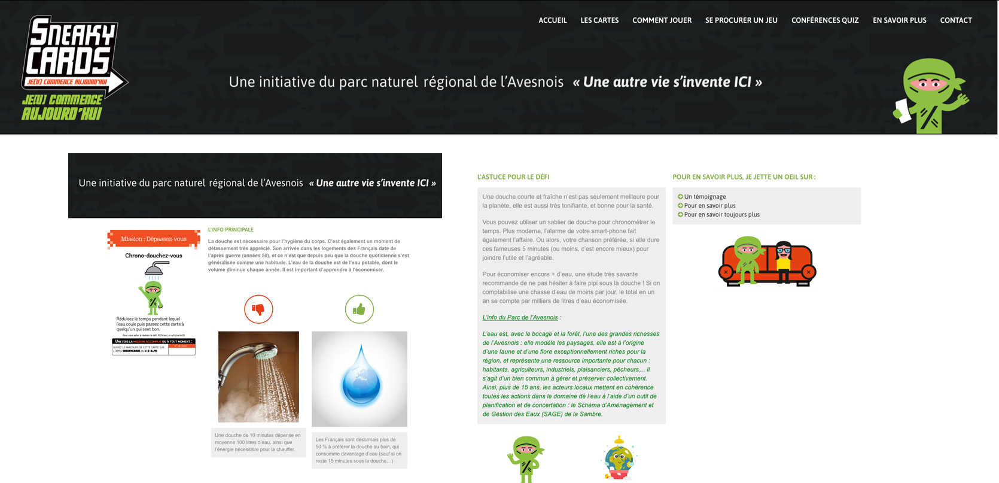 SNEAKY
CARDS
JE(U) COMMENCE AUJOURD'HUI
JE(U) COMMENCE
AUJOURD'HUI
ACCUEIL LES CARTES COMMENT JOUER SE PROCURER UN JEU CONFÉRENCES QUIZ EN SAVOIR PLUS CONTACT
Une initiative du parc naturel régional de l'Avesnois « Une autre vie s'invente ICI »
Une initiative du parc naturel régional de l'Avesnois « Une autre vie s'invente ICI »
Mission : Dépassez-vous
Chrono-douchez-vous
Réduisez le temps pendant lequel
l'eau coule puis passez cette carte à
quelqu'un qui sent bon.
Pour vous aider à réaliser le défi, RDV sur j-c-a.fr/carte28
UNE FOIS LA MISSION ACCOMPLIE OU À TOUT MOMENT :
SUIVEZ LE PARCOURS DE CETTE CARTE SUR
L'APPLI SNEAKYCARDS OU J-C-A.FR
N° DE SUIVI
L'INFO PRINCIPALE
La douche est nécessaire pour l'hygiène du corps. C'est également un moment de
délassement très apprécié. Son arrivée dans les logements des Français date de
l'après guerre (années 50), et ce n'est que depuis peu que la douche quotidienne s'est
généralisée comme une habitude. L'eau de la douche est de l'eau potable, dont le
volume diminue chaque année. Il est important d'apprendre à l'économiser.
Une douche de 10 minutes dépense en
moyenne 100 litres d'eau, ainsi que
l'énergie nécessaire pour la chauffer.
Les Français sont désormais plus de
50 % à préférer la douche au bain, qui
consomme davantage d'eau (sauf si on
reste 15 minutes sous la douche…)
L'ASTUCE POUR LE DÉFI
Une douche courte et fraîche n'est pas seulement meilleure pour
la planète, elle est aussi très tonifiante, et bonne pour la santé.
Vous pouvez utiliser un sablier de douche pour chronométrer le
temps. Plus moderne, l'alarme de votre smart-phone fait
également l'affaire. Ou alors, votre chanson préférée, si elle dure
ces fameuses 5 minutes (ou moins, c'est encore mieux) pour
joindre l'utile et l'agréable.
Pour économiser encore + d'eau, une étude très savante
recommande de ne pas hésiter à faire pipi sous la douche ! Si on
comptabilise une chasse d'eau de moins par jour, le total en un
an se compte par milliers de litres d'eau économisée.
L'info du Parc de l'Avesnois :
L'eau est, avec le bocage et la forêt, l'une des grandes richesses
de l'Avesnois : elle modèle les paysages, elle est à l'origine
d'une faune et d'une flore exceptionnellement riches pour la
région, et représente une ressource importante pour chacun :
habitants, agriculteurs, industriels, plaisanciers, pêcheurs… Il
s'agit d'un bien commun à gérer et préserver collectivement.
Ainsi, plus de 15 ans, les acteurs locaux mettent en cohérence
toutes les actions dans le domaine de l'eau à l'aide d'un outil de
planification et de concertation : le Schéma d'Aménagement et
de Gestion des Eaux (SAGE) de la Sambre.
POUR EN SAVOIR PLUS, JE JETTE UN OEIL SUR :
Un témoignage
Pour en savoir plus
Pour en savoir toujours plus